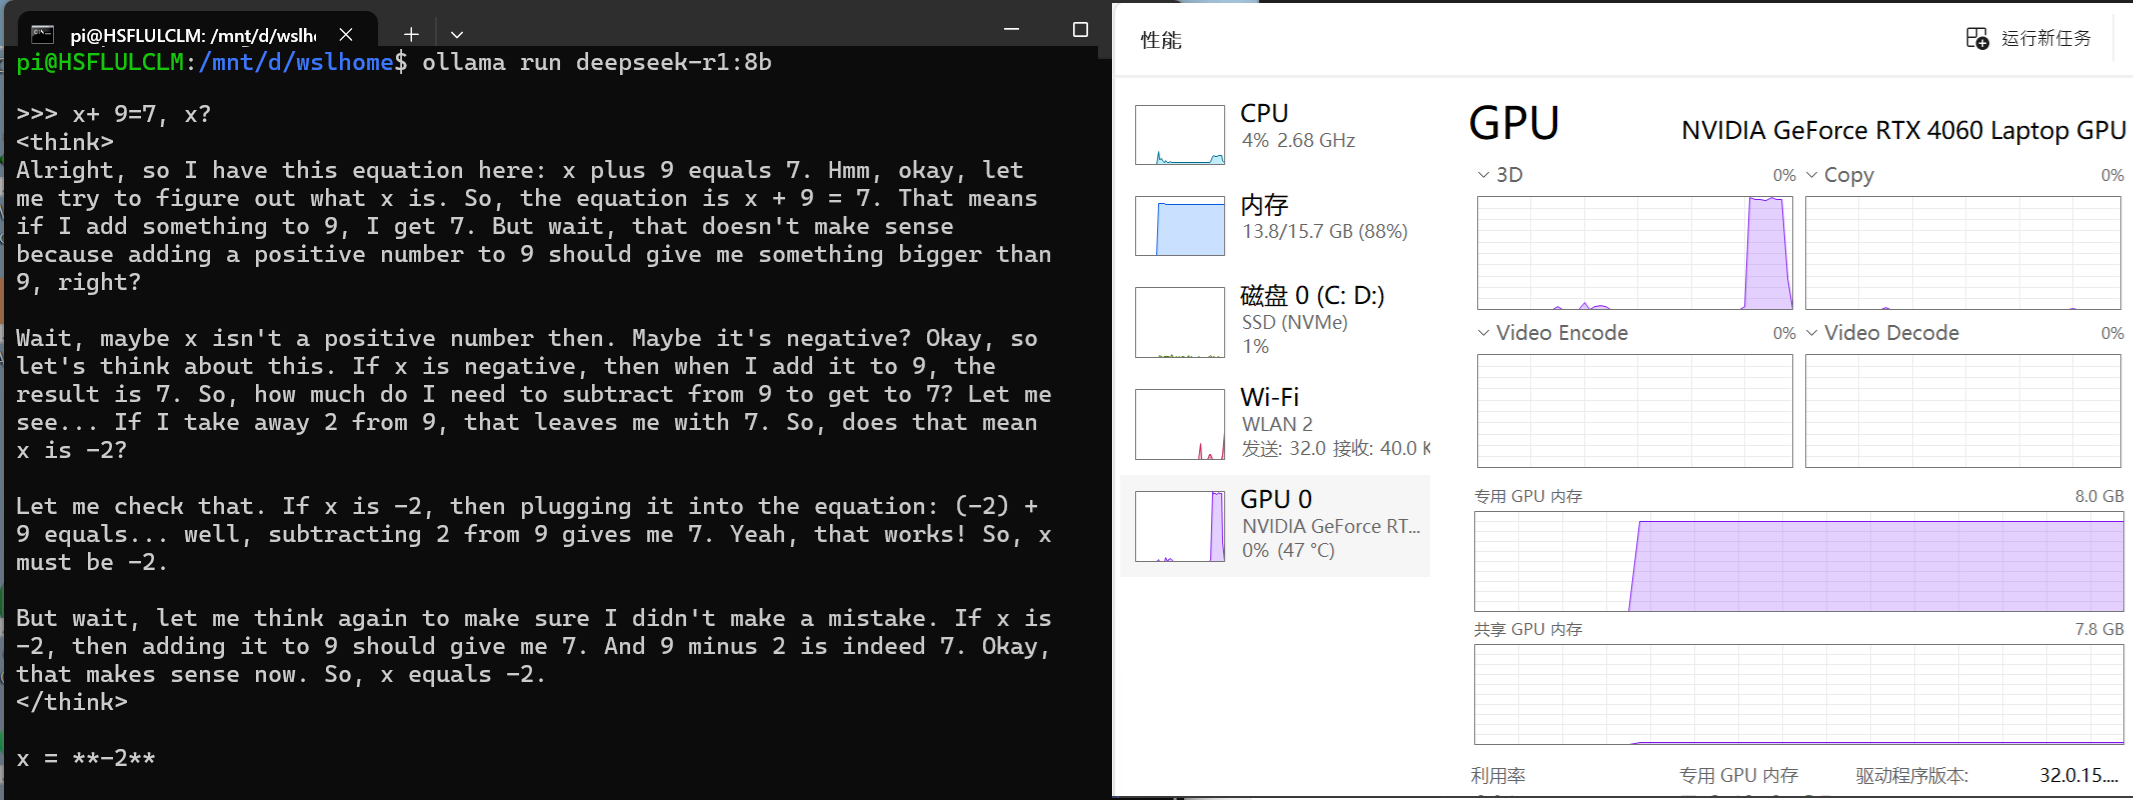 pi@HSFLULCLM: /mnt/d/wslh
pi@HSFLULCLM:/mnt/d/wslhome$ ollama run deepseek-r1:8b
>>> x+ 9=7, x?
<think>
Alright, so I have this equation here: x plus 9 equals 7. Hmm, okay, let
me try to figure out what x is. So, the equation is x + 9 = 7. That means
if I add something to 9, I get 7. But wait, that doesn't make sense
because adding a positive number to 9 should give me something bigger than
9, right?
Wait, maybe x isn't a positive number then. Maybe it's negative? Okay, so
let's think about this. If x is negative, then when I add it to 9, the
result is 7. So, how much do I need to subtract from 9 to get to 7? Let me
see... If I take away 2 from 9, that leaves me with 7. So, does that mean
x is -2?
Let me check that. If x is -2, then plugging it into the equation: (-2) +
9 equals... well, subtracting 2 from 9 gives me 7. Yeah, that works! So, x
must be -2.
But wait, let me think again to make sure I didn't make a mistake. If x is
-2, then adding it to 9 should give me 7. And 9 minus 2 is indeed 7. Okay,
that makes sense now. So, x equals -2.
</think>
x = **-2**
性能
运行新任务
CPU
4% 2.68 GHz
内存
13.8/15.7 GB (88%)
磁盘 0 (C: D:)
SSD (NVMe)
1%
Wi-Fi
WLAN 2
发送: 32.0 接收: 40.0 K
GPU 0
NVIDIA GeForce RT...
0% (47 °C)
GPU
NVIDIA GeForce RTX 4060 Laptop GPU
3D 0%
Copy 0%
Video Encode 0%
Video Decode 0%
专用 GPU 内存 8.0 GB
共享 GPU 内存 7.8 GB
利用率
专用 GPU 内存
驱动程序版本: 32.0.15....